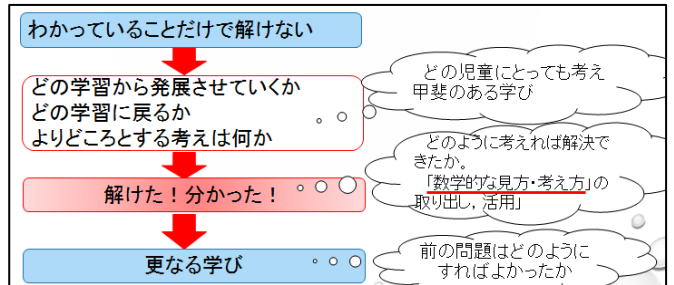 わかっていることだけで解けない
どの学習から発展させていくか
どの学習に戻るか
よりどころとする考えは何か
どの児童にとっても考え
甲斐のある学び
解けた！分かった！
どのように考えれば解決で
きたか。
「数学的な見方・考え方」の
取り出し，活用」
更なる学び
前の問題はどのように
すればよかったか